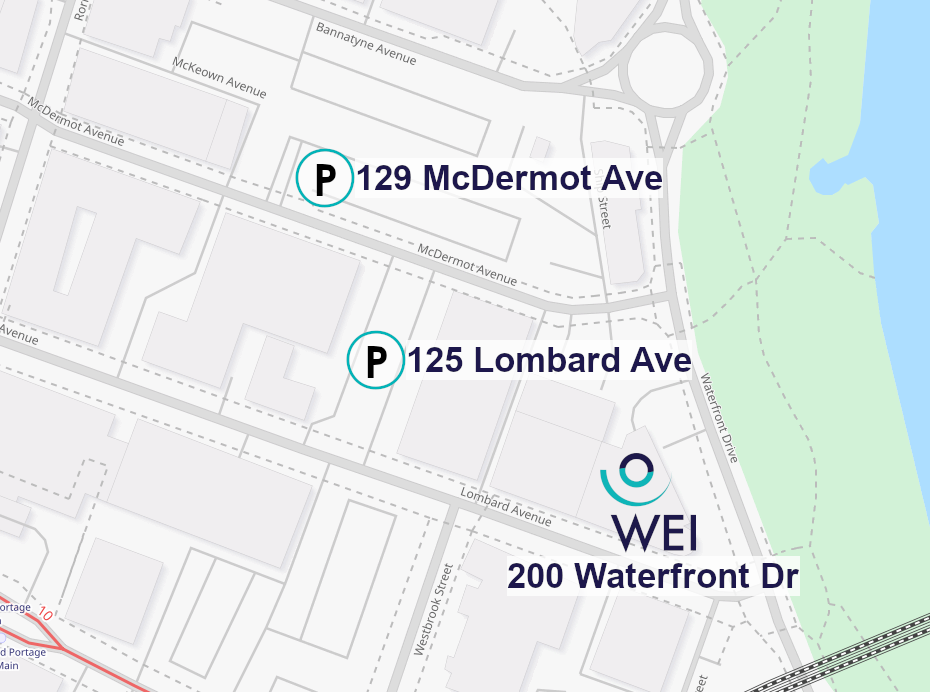 Bannatyne Avenue
McKeown Avenue
McDermot Avenue
P 129 McDermot Ave
Street
McDermot Avenue
Avenue
P 125 Lombard Ave
Waterfront Drive
Lombard Avenue
WEI
200 Waterfront Dr
Westbrook Street
10
ortage
d Portage
Main